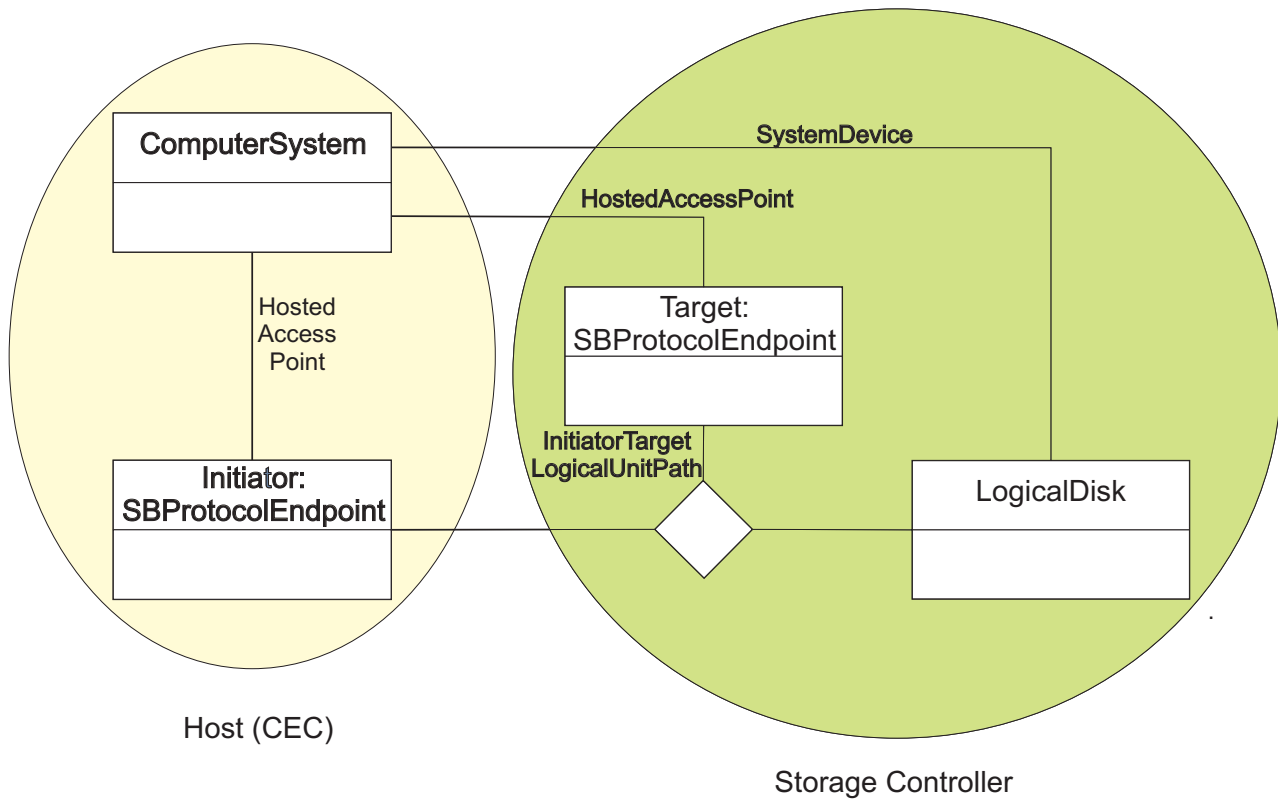 ComputerSystem
SystemDevice
HostedAccessPoint
Hosted
Access
Point
Target:
SBProtocolEndpoint
InitiatorTarget
LogicalUnitPath
Initiator:
SBProtocolEndpoint
LogicalDisk
.
Host (CEC)
Storage Controller